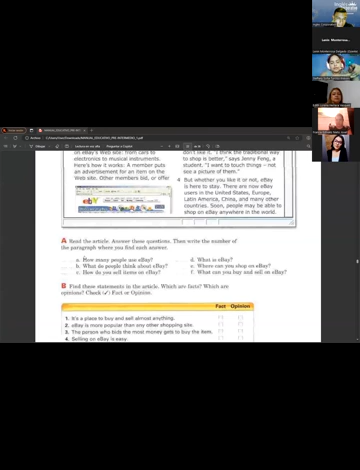 on eBay's Web site: from cars to
electronics to musical instruments.
Here's how it works: A member puts
an advertisement for an item on the
Web site. Other members bid, or offer
don't like it. "I think the traditional way
to shop is better," says Jenny Feng, a
student. "I want to touch things – not
see a picture of them."
4 But whether you like it or not, eBay
is here to stay. There are now eBay
users in Europe,
Latin America, China, and many other
countries. Soon, people may be able to
shop on eBay anywhere in the world.
A Read the article. Answer these questions. Then write the number of
the paragraph where you find each answer.
a. How many people use eBay?
b. What do people think about eBay?
c. How do you sell items on eBay?
d. What is eBay?
e. Where can you shop on eBay?
f. What can you buy and sell on eBay?
B Find these statements in the article. Which are facts? Which are
opinions? Check (✓) Fact or Opinion.
Fact Opinion
1. It's a place to buy and sell almost anything.
2. eBay is more popular than any other shopping site.
3. The person who bids the most money gets to buy the item.
4. Selling on eBay is easy.